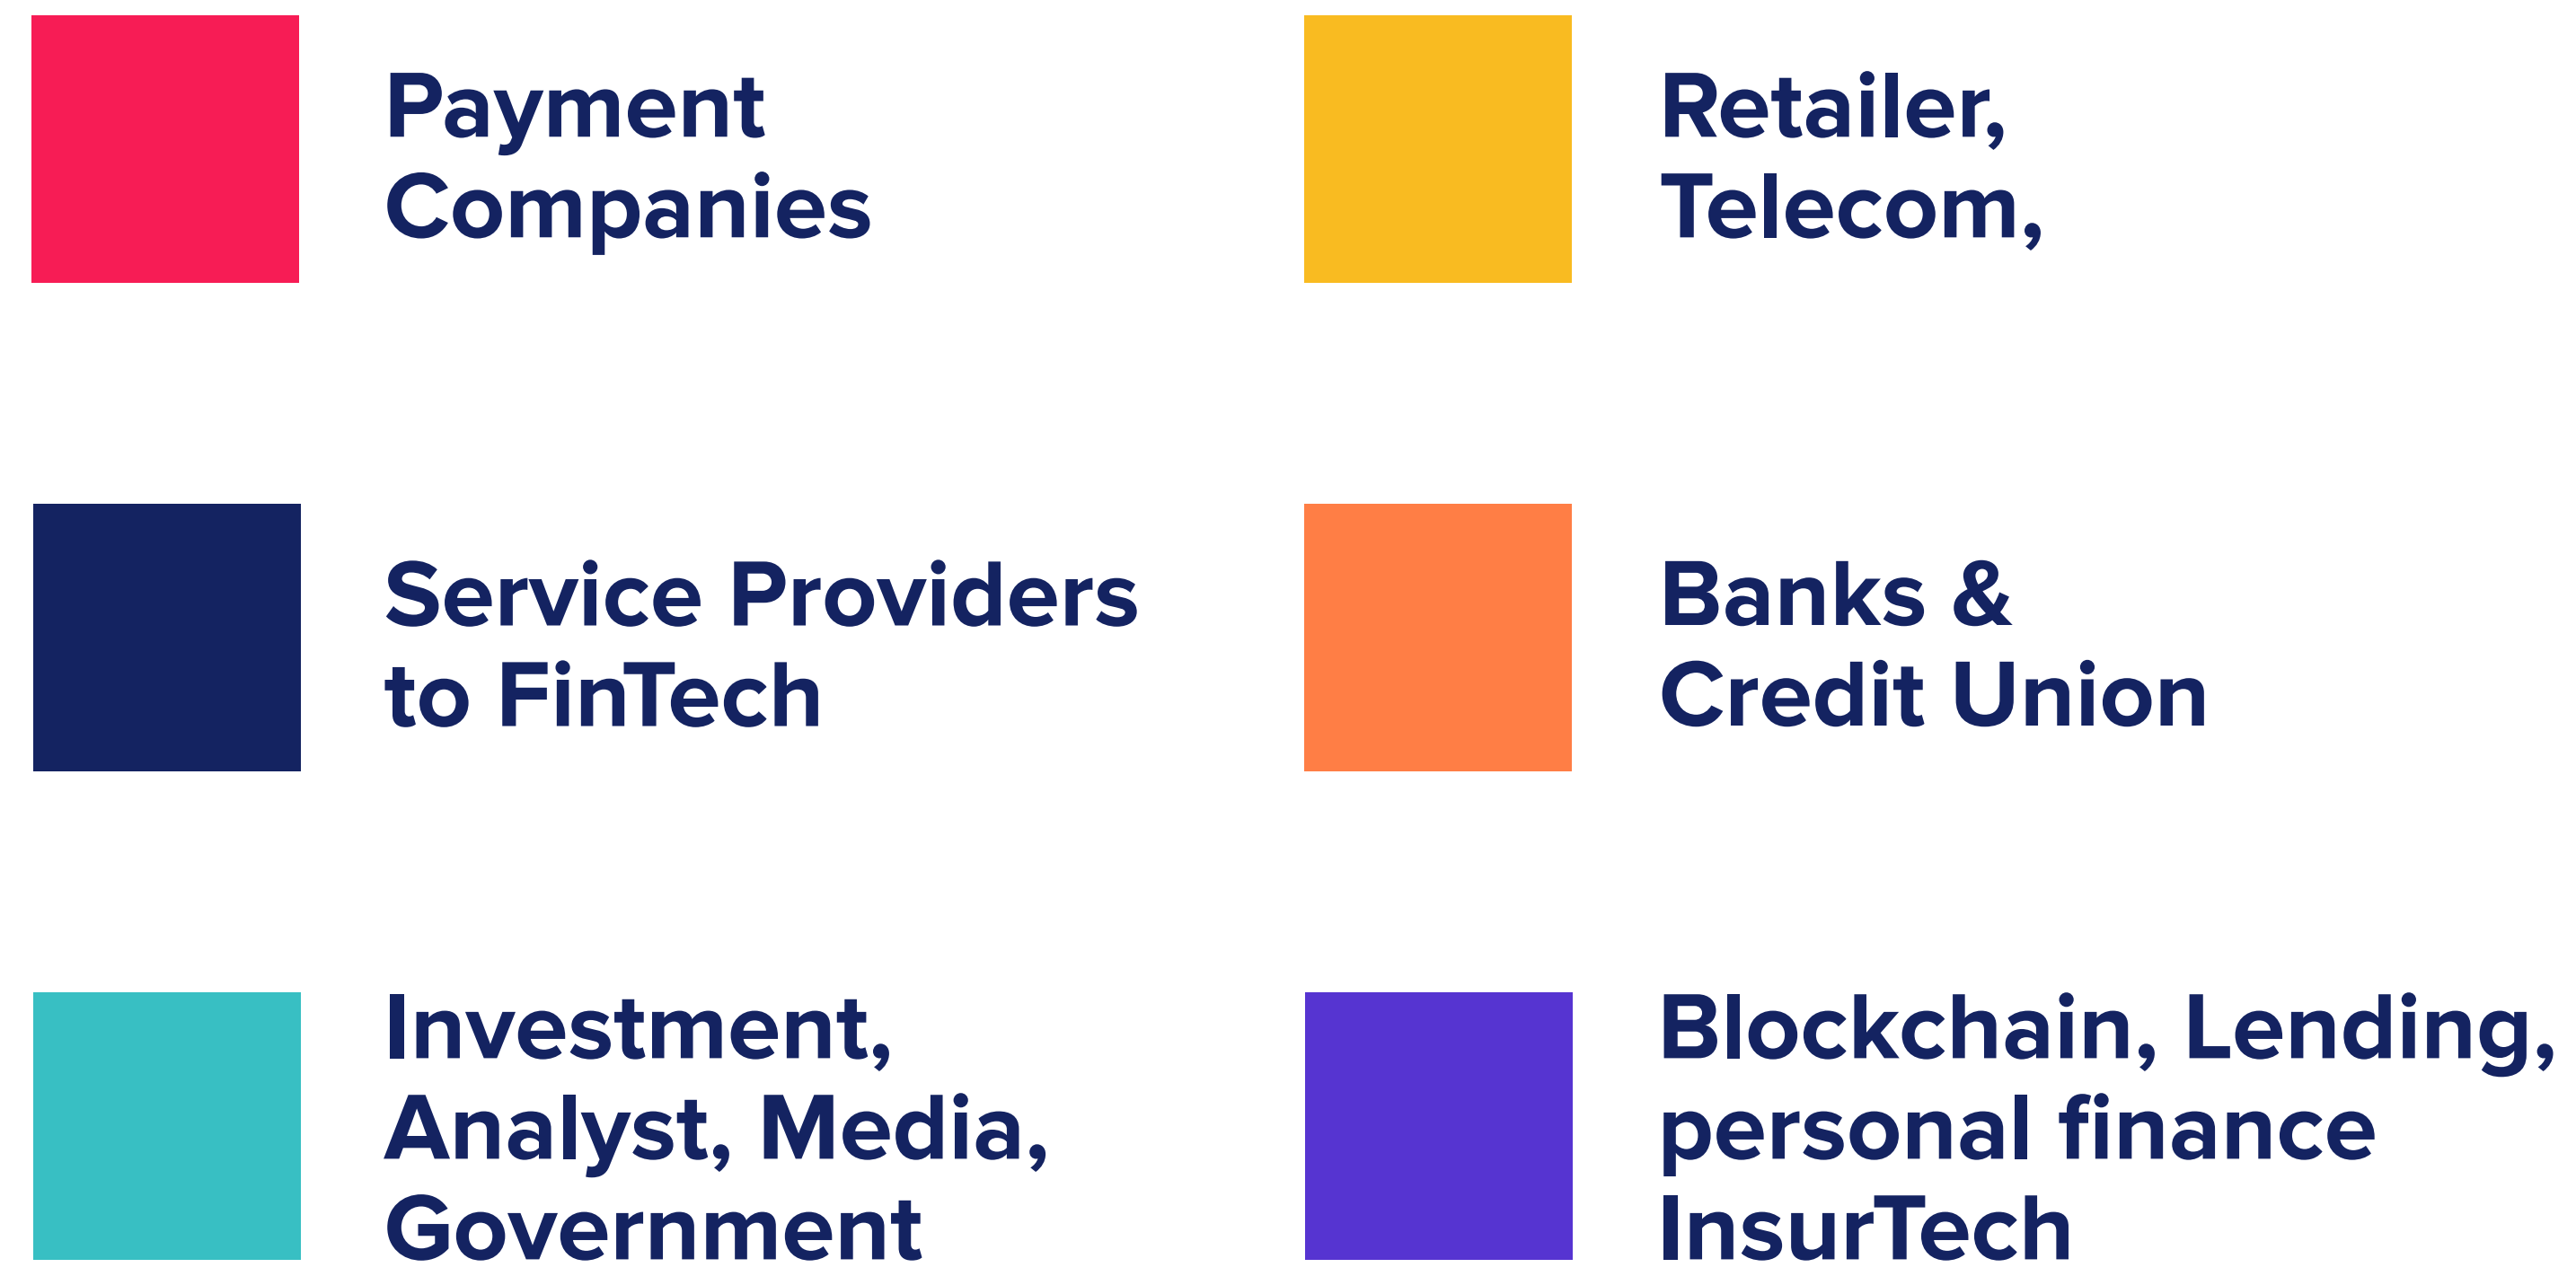 Payment
Companies
Retailer,
Telecom,
Service Providers
to FinTech
Banks &
Credit Union
Investment,
Analyst, Media,
Government
Blockchain, Lending,
personal finance
InsurTech